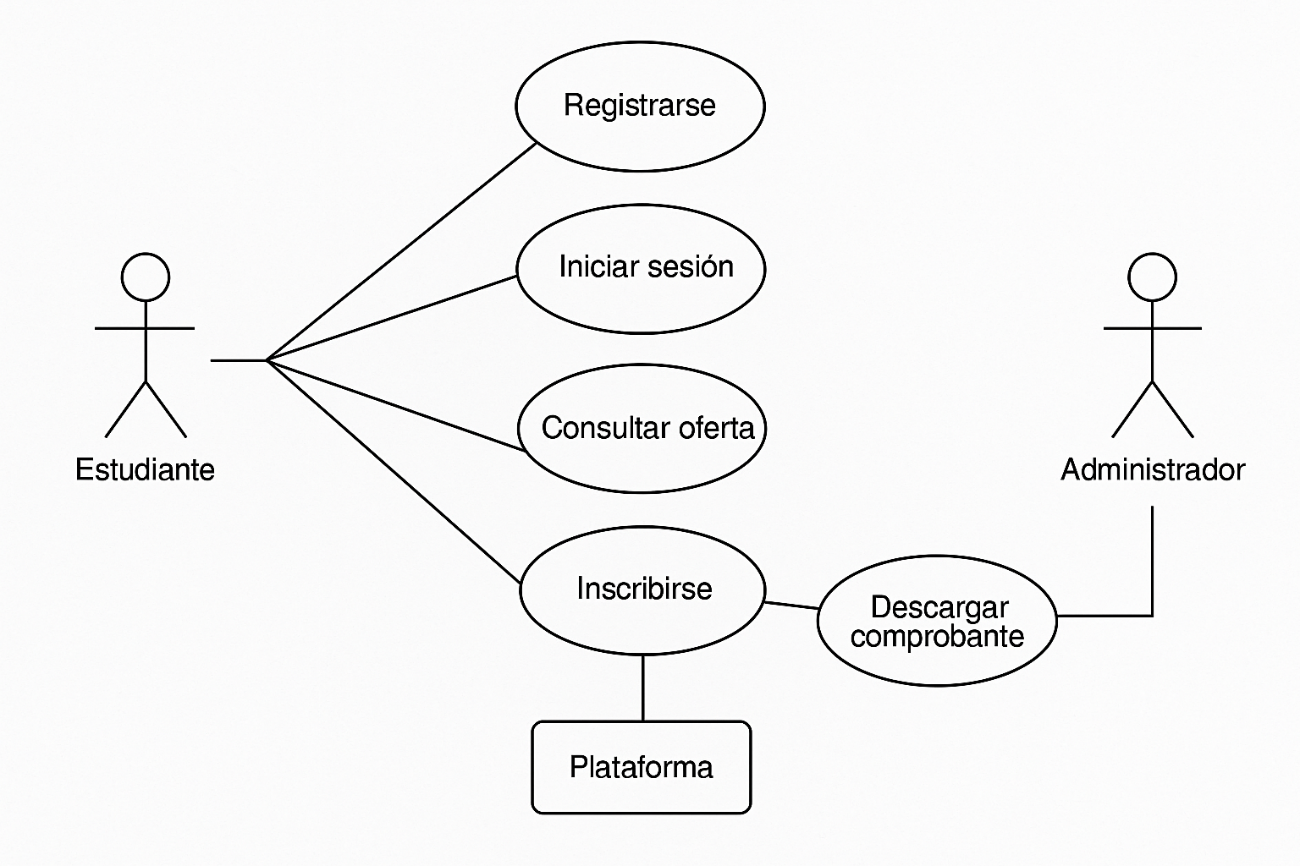 Registrarse
Iniciar sesión
Consultar oferta
Estudiante
Administrador
Inscribirse
Descargar
comprobante
Plataforma